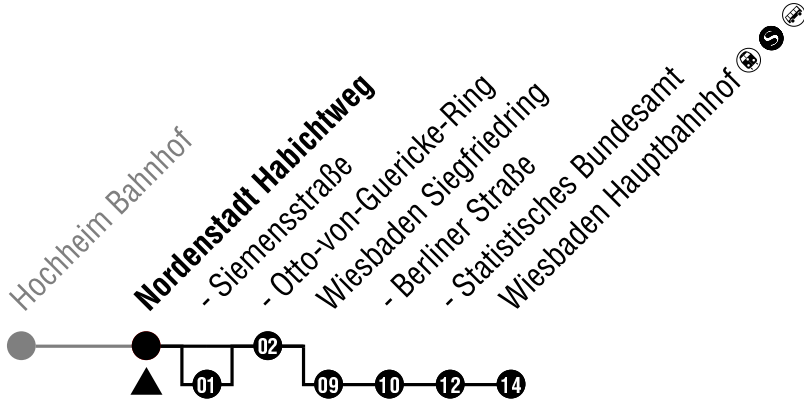 Hochheim Bahnhof
Nordenstadt Habichtweg
- Siemensstraße
- Otto-von-Guericke-Ring
Wiesbaden Siegfriedring
- Berliner Straße
- Statistisches Bundesamt
Wiesbaden Hauptbahnhof S
02
01 09 10 12 14